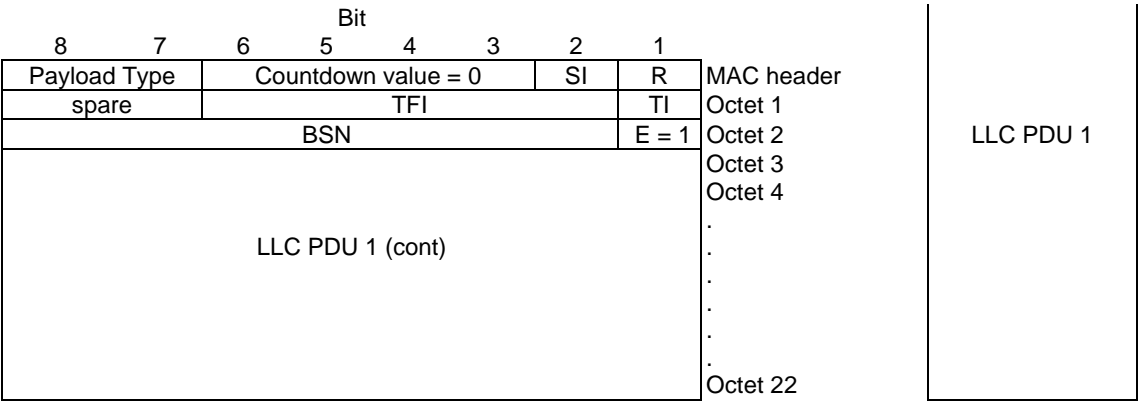 Bit
8 7 6 5 4 3 2 1
Payload Type Countdown value = 0 SI R MAC header
spare TFI TI Octet 1
BSN E = 1 Octet 2 LLC PDU 1
Octet 3
Octet 4
.
LLC PDU 1 (cont) .
.
.
.
.
Octet 22